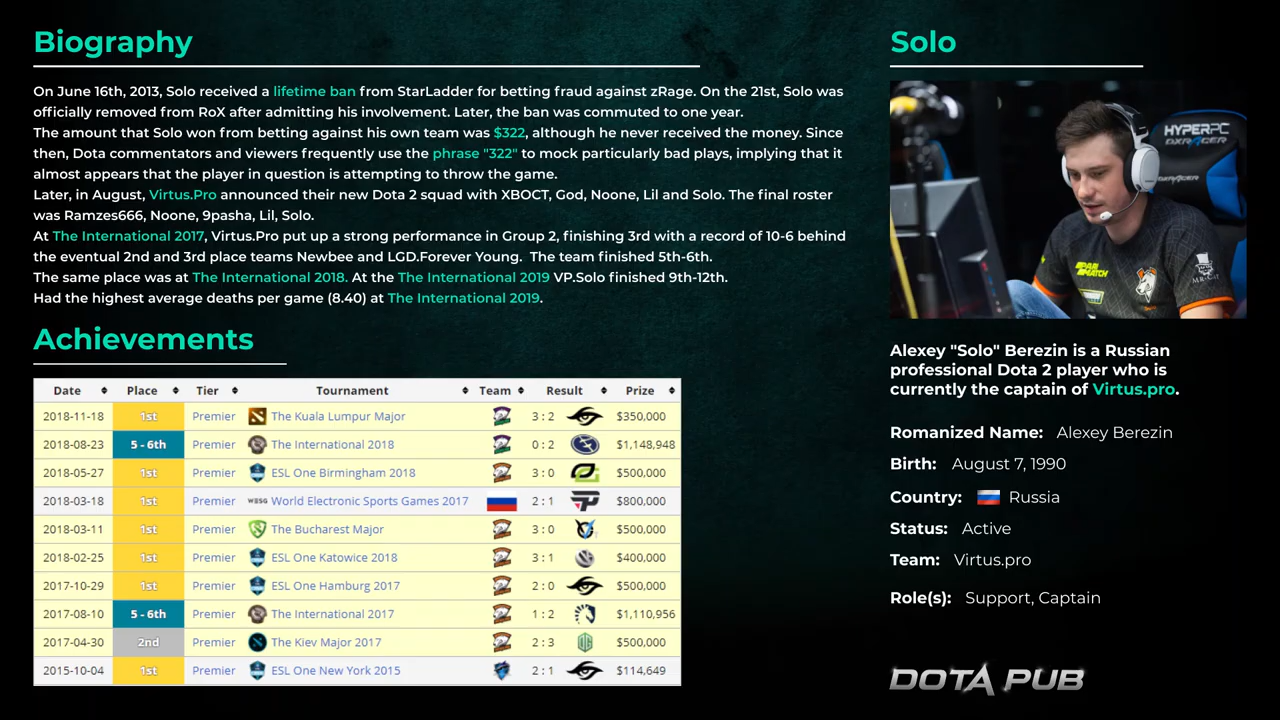 Biography
On June 16th, 2013, Solo received a lifetime ban from StarLadder for betting fraud against zRage. On the 21st, Solo was
officially removed from RoX after admitting his involvement. Later, the ban was commuted to one year.
The amount that Solo won from betting against his own team was $322, although he never received the money. Since
then, Dota commentators and viewers frequently use the phrase "322" to mock particularly bad plays, implying that it
almost appears that the player in question is attempting to throw the game.
Later, in August, Virtus.Pro announced their new Dota 2 squad with XBOCT, God, Noone, Lil and Solo. The final roster
was Ramzes666, Noone, 9pasha, Lil, Solo.
At The International 2017, Virtus.Pro put up a strong performance in Group 2, finishing 3rd with a record of 10-6 behind
the eventual 2nd and 3rd place teams Newbee and LGD.Forever Young. The team finished 5th-6th.
The same place was at The International 2018. At the The International 2019 VP.Solo finished 9th-12th.
Had the highest average deaths per game (8.40) at The International 2019.
Achievements
Date Place Tier Tournament Team Result Prize
2018-11-18 1st Premier The Kuala Lumpur Major 3 : 2 $350,000
2018-08-23 5 - 6th Premier The International 2018 0 : 2 $1,148,948
2018-05-27 1st Premier ESL One Birmingham 2018 3 : 0 $500,000
2018-03-18 1st Premier WESG World Electronic Sports Games 2017 2 : 1 $800,000
2018-03-11 1st Premier The Bucharest Major 3 : 0 $500,000
2018-02-25 1st Premier ESL One Katowice 2018 3 : 1 $400,000
2017-10-29 1st Premier ESL One Hamburg 2017 2 : 0 $500,000
2017-08-10 5 - 6th Premier The International 2017 1 : 2 $1,110,956
2017-04-30 2nd Premier The Kiev Major 2017 2 : 3 $500,000
2015-10-04 1st Premier ESL One New York 2015 2 : 1 $114,649
Solo
HYPERPC
DXRACER
DXRACER
PARI
MATCH
MR.CAT
Alexey "Solo" Berezin is a Russian
professional Dota 2 player who is
currently the captain of Virtus.pro.
Romanized Name: Alexey Berezin
Birth: August 7, 1990
Country: Russia
Status: Active
Team: Virtus.pro
Role(s): Support, Captain
DOTA PUB